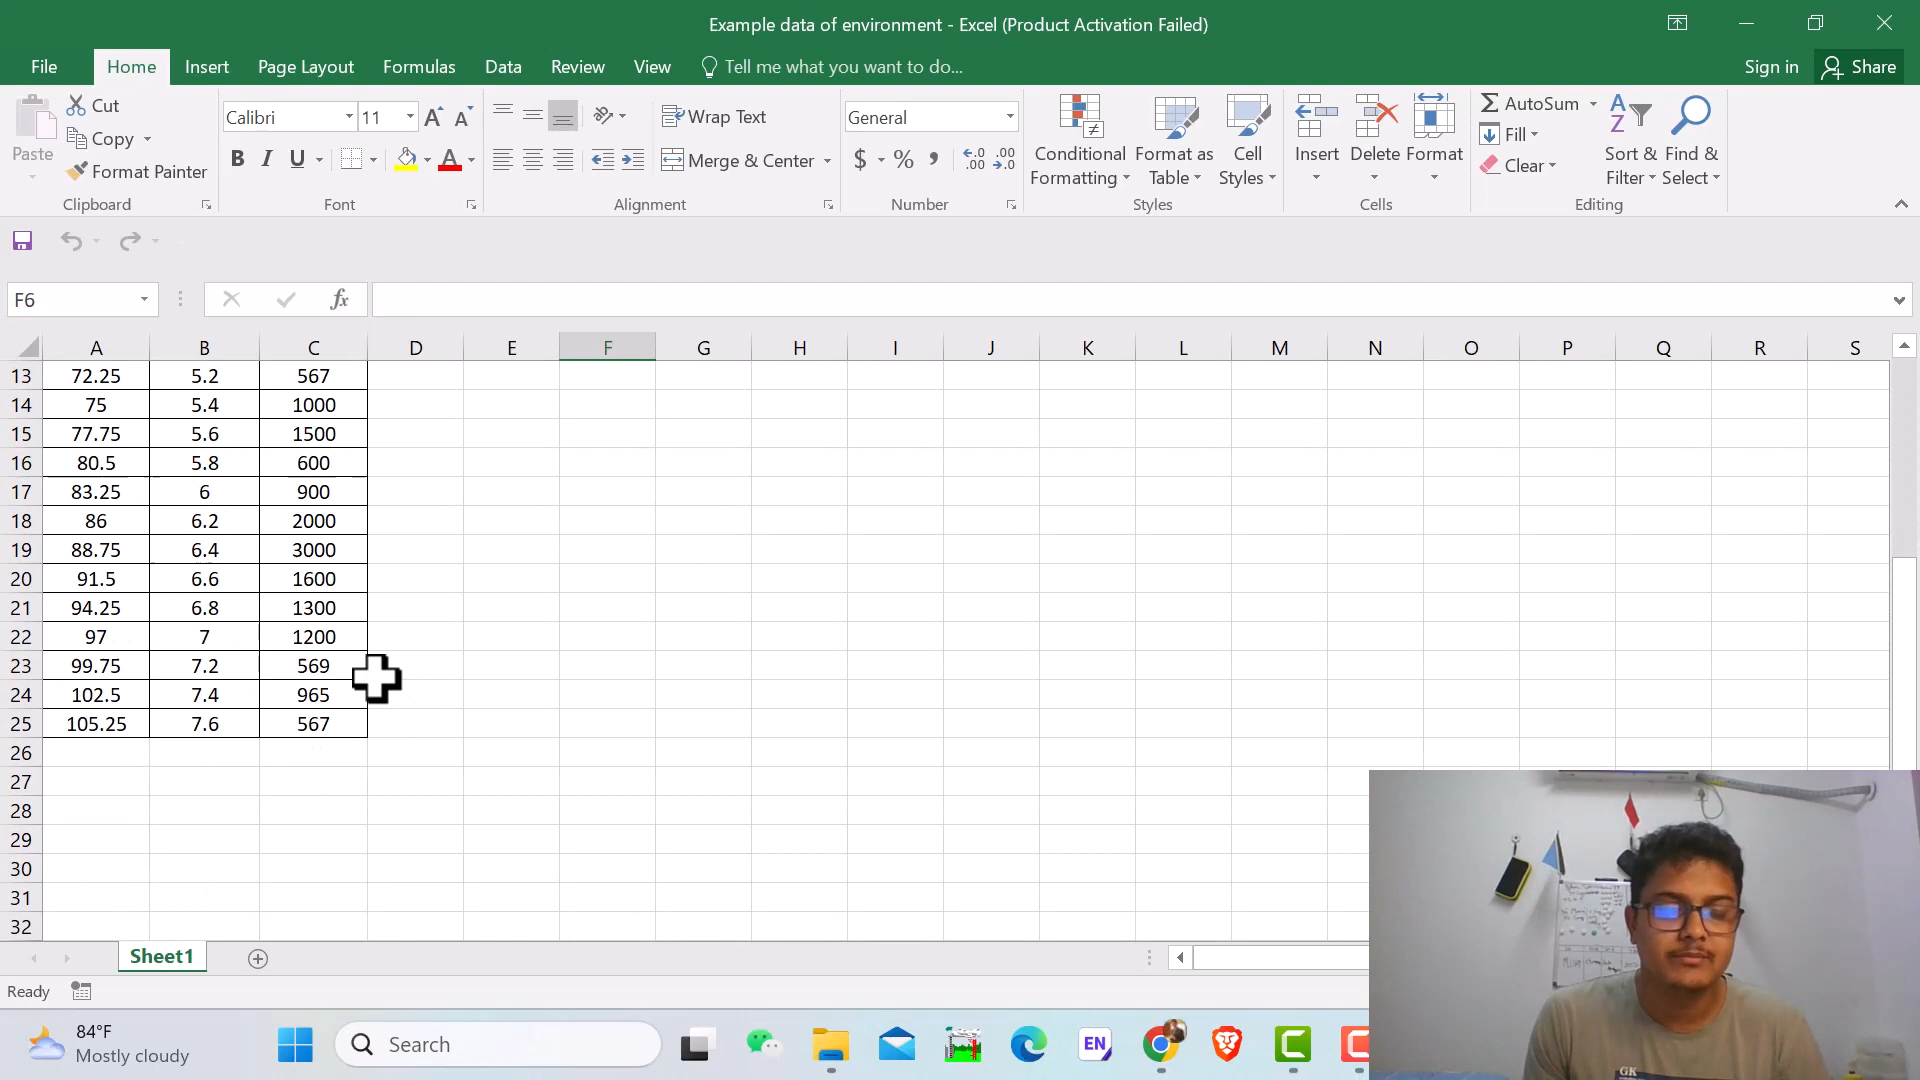 Example data of environment - Excel (Product Activation Failed)
File Home Insert Page Layout Formulas Data Review View Tell me what you want to do... Sign in Share
Paste
Cut
Copy
Format Painter
Clipboard
Calibri 11
B I U A
Font
Wrap Text
Merge & Center
Alignment
General
$ % , .0 .00 .00 .0
Number
Conditional Formatting
Format as Table
Cell Styles
Styles
Insert Delete Format
Cells
AutoSum
Fill
Clear
Sort & Filter
Find & Select
Editing
F6 fx
A B C D E F G H I J K L M N O P Q R S
13 72.25 5.2 567
14 75 5.4 1000
15 77.75 5.6 1500
16 80.5 5.8 600
17 83.25 6 900
18 86 6.2 2000
19 88.75 6.4 3000
20 91.5 6.6 1600
21 94.25 6.8 1300
22 97 7 1200
23 99.75 7.2 569
24 102.5 7.4 965
25 105.25 7.6 567
26
27
28
29
30
31
32
Sheet1
Ready
84°F
Mostly cloudy
Search
EN
GK